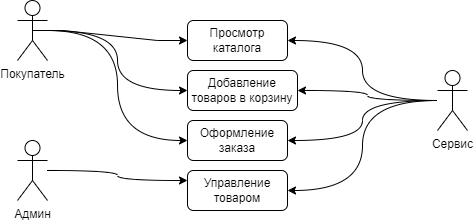 Просмотр
каталога
Покупатель
Добавление
товаров в корзину
Оформление
заказа
Сервис
Управление
товаром
Админ